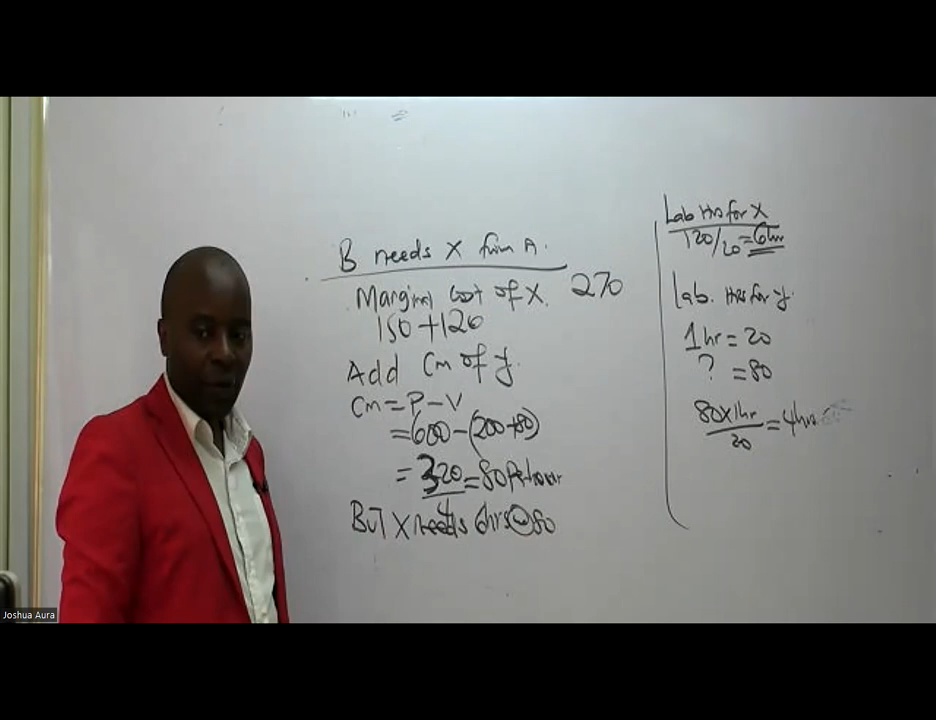 B needs X from A.
Marginal cost of X. 270
150 + 120
Add Cm of y.
Cm = P - V
= 600 - (200+80)
= 320/4 = 80 Per hour
BUT X needs 6hrs @ 80
Lab Hrs for X
120/20 = 6hr
Lab. Hrs for y.
1hr = 20
? = 80
80 x 1hr / 20 = 4hrs
Joshua Aura